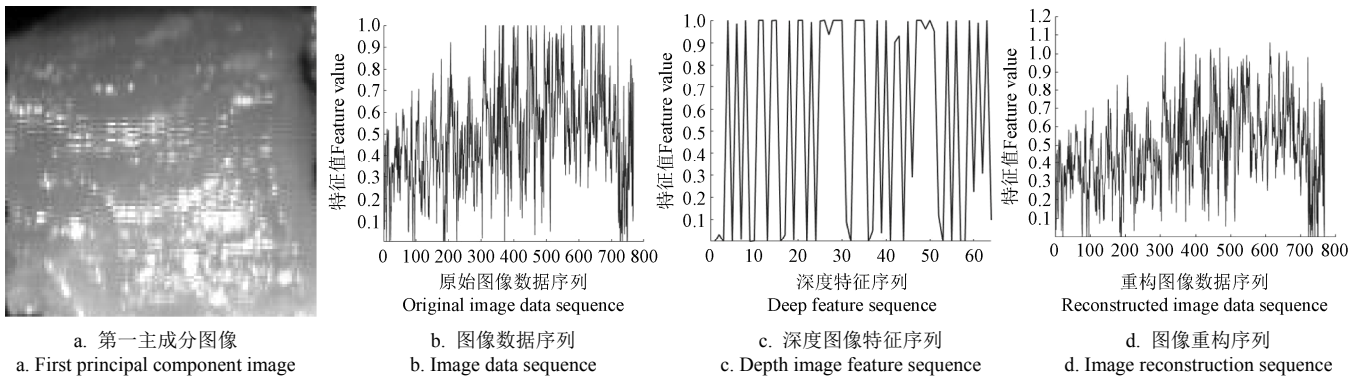 特征值Feature value
1.0
0.9
0.8
0.7
0.6
0.5
0.4
0.3
0.2
0.1
0 100 200 300 400 500 600 700 800
原始图像数据序列
Original image data sequence
特征值Feature value
1.0
0.9
0.8
0.7
0.6
0.5
0.4
0.3
0.2
0.1
0 10 20 30 40 50 60
深度特征序列
Deep feature sequence
特征值Feature value
1.2
1.1
1.0
0.9
0.8
0.7
0.6
0.5
0.4
0.3
0.2
0.1
0 100 200 300 400 500 600 700 800
重构图像数据序列
Reconstructed image data sequence
a. 第一主成分图像
a. First principal component image
b. 图像数据序列
b. Image data sequence
c. 深度图像特征序列
c. Depth image feature sequence
d. 图像重构序列
d. Image reconstruction sequence